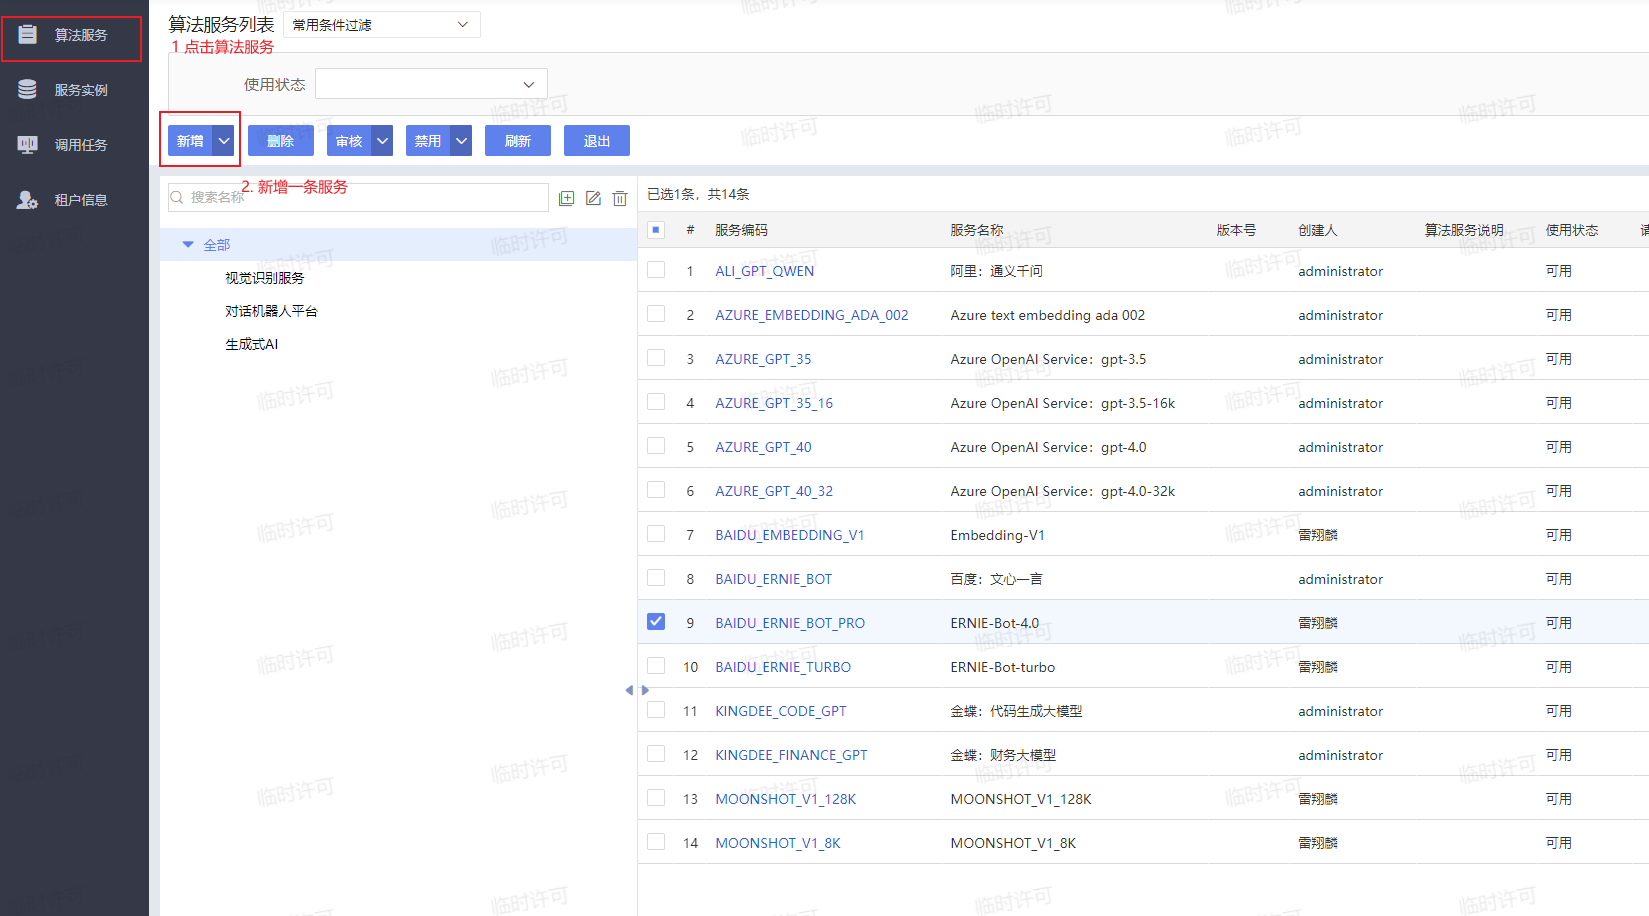 算法服务
服务实例
调用任务
租户信息
算法服务列表 常用条件过滤
1 点击算法服务
使用状态
新增 删除 审核 禁用 刷新 退出
2. 新增一条服务
搜索名称
全部
视觉识别服务
对话机器人平台
生成式AI
已选1条，共14条
# 服务编码 服务名称 版本号 创建人 算法服务说明 使用状态
1 ALI_GPT_QWEN 阿里：通义千问 administrator 可用
2 AZURE_EMBEDDING_ADA_002 Azure text embedding ada 002 administrator 可用
3 AZURE_GPT_35 Azure OpenAI Service：gpt-3.5 administrator 可用
4 AZURE_GPT_35_16 Azure OpenAI Service：gpt-3.5-16k administrator 可用
5 AZURE_GPT_40 Azure OpenAI Service：gpt-4.0 administrator 可用
6 AZURE_GPT_40_32 Azure OpenAI Service：gpt-4.0-32k administrator 可用
7 BAIDU_EMBEDDING_V1 Embedding-V1 雷翔麟 可用
8 BAIDU_ERNIE_BOT 百度：文心一言 administrator 可用
9 BAIDU_ERNIE_BOT_PRO ERNIE-Bot-4.0 雷翔麟 可用
10 BAIDU_ERNIE_TURBO ERNIE-Bot-turbo 雷翔麟 可用
11 KINGDEE_CODE_GPT 金蝶：代码生成大模型 administrator 可用
12 KINGDEE_FINANCE_GPT 金蝶：财务大模型 administrator 可用
13 MOONSHOT_V1_128K MOONSHOT_V1_128K 雷翔麟 可用
14 MOONSHOT_V1_8K MOONSHOT_V1_8K 雷翔麟 可用
临时许可